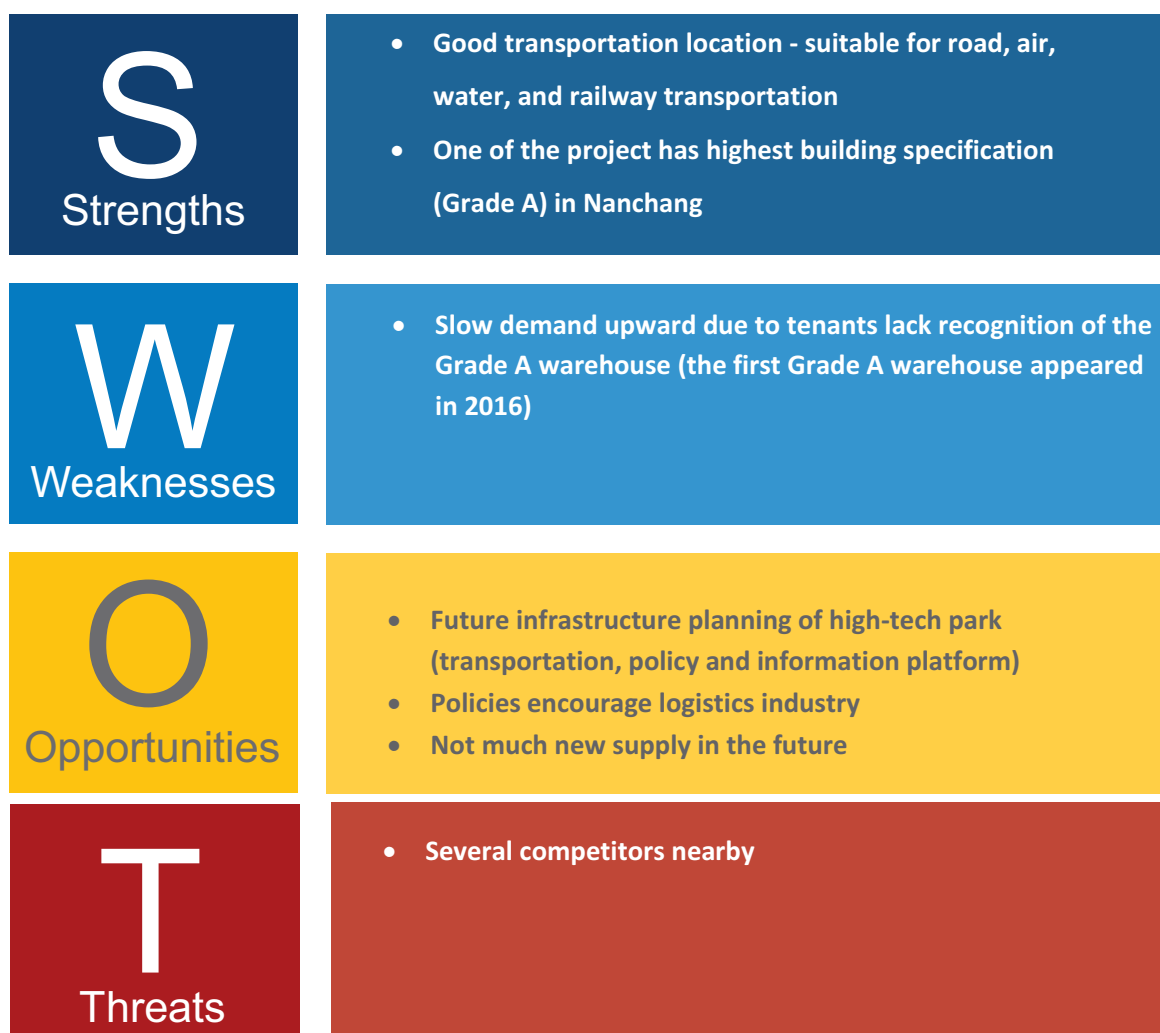 S
Strengths
• Good transportation location - suitable for road, air,
water, and railway transportation
• One of the project has highest building specification
(Grade A) in Nanchang
W
Weaknesses
• Slow demand upward due to tenants lack recognition of the
Grade A warehouse (the first Grade A warehouse appeared
in 2016)
O
Opportunities
• Future infrastructure planning of high-tech park
(transportation, policy and information platform)
• Policies encourage logistics industry
• Not much new supply in the future
T
Threats
• Several competitors nearby